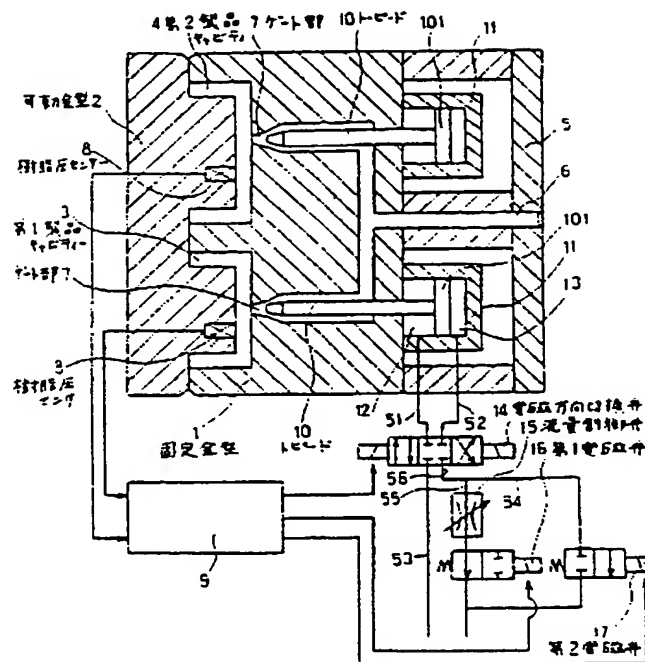 4 第2製品キャビティ
7 ゲート部
10 トーピード
101
11
可動金型2
5
8
樹脂圧センサ
6
3
第1製品キャビティー
101
11
ゲート部7
13
8
樹脂圧センサ
1
固定金型
10
トーピード
12
51
52
14 電磁方向切換弁
15 流量制御弁
16 第1電磁弁
56
55
54
53
9
17
第2電磁弁